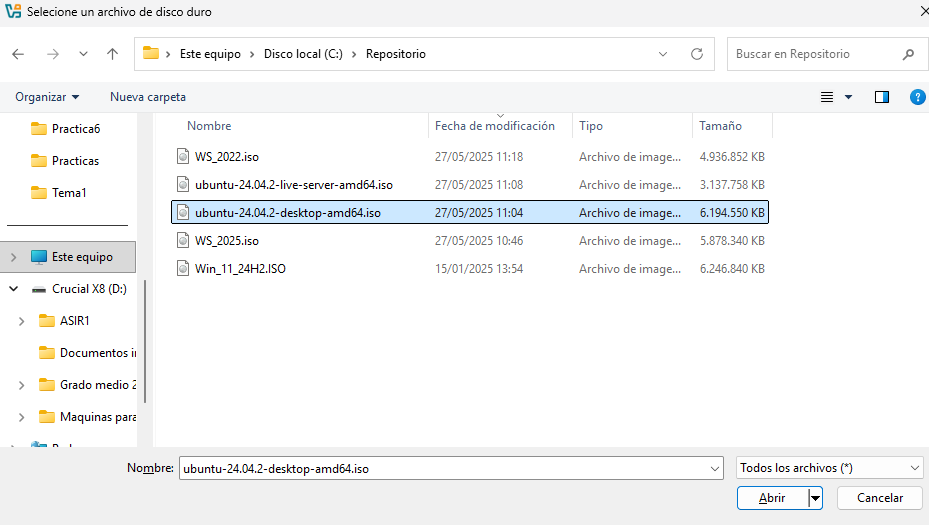 Selecione un archivo de disco duro
Este equipo > Disco local (C:) > Repositorio
Buscar en Repositorio
Organizar
Nueva carpeta
Practica6
Practicas
Tema1
Este equipo
Crucial X8 (D:)
ASIR1
Documentos i
Grado medio 2
Maquinas para
Nombre
Fecha de modificación
Tipo
Tamaño
WS_2022.iso 27/05/2025 11:18 Archivo de image... 4.936.852 KB
ubuntu-24.04.2-live-server-amd64.iso 27/05/2025 11:08 Archivo de image... 3.137.758 KB
ubuntu-24.04.2-desktop-amd64.iso 27/05/2025 11:04 Archivo de image... 6.194.550 KB
WS_2025.iso 27/05/2025 10:46 Archivo de image... 5.878.340 KB
Win_11_24H2.ISO 15/01/2025 13:54 Archivo de image... 6.246.840 KB
Nombre: ubuntu-24.04.2-desktop-amd64.iso
Todos los archivos (*)
Abrir
Cancelar